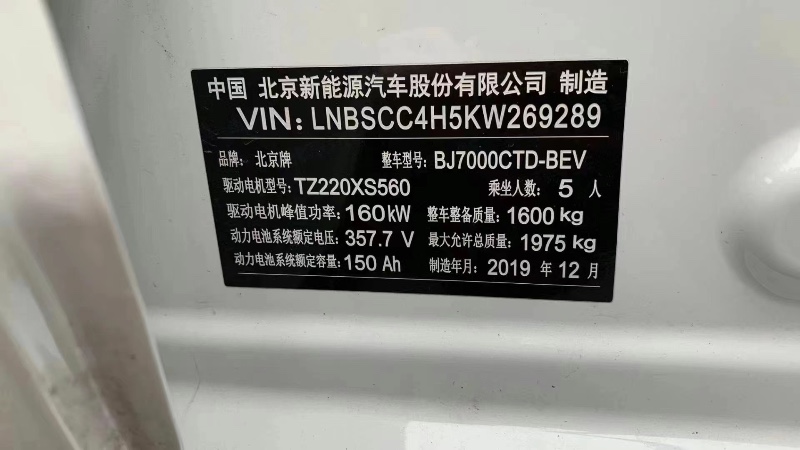 中国 北京新能源汽车股份有限公司 制造
VIN: LNBSCC4H5KW269289
品牌: 北京牌 整车型号: BJ7000CTD-BEV
驱动电机型号: TZ220XS560 乘坐人数: 5 人
驱动电机峰值功率: 160kW 整车整备质量: 1600 kg
动力电池系统额定电压: 357.7 V 最大允许总质量: 1975 kg
动力电池系统额定容量: 150 Ah 制造年月: 2019 年 12 月